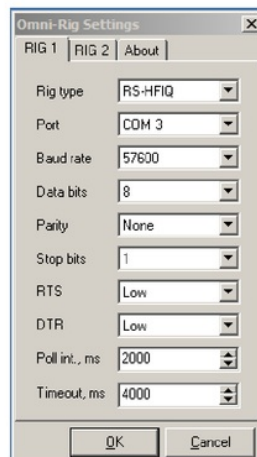 Omni-Rig Settings
RIG 1 RIG 2 About
Rig type RS-HFIQ
Port COM 3
Baud rate 57600
Data bits 8
Parity None
Stop bits 1
RTS Low
DTR Low
Poll int., ms 2000
Timeout, ms 4000
OK Cancel